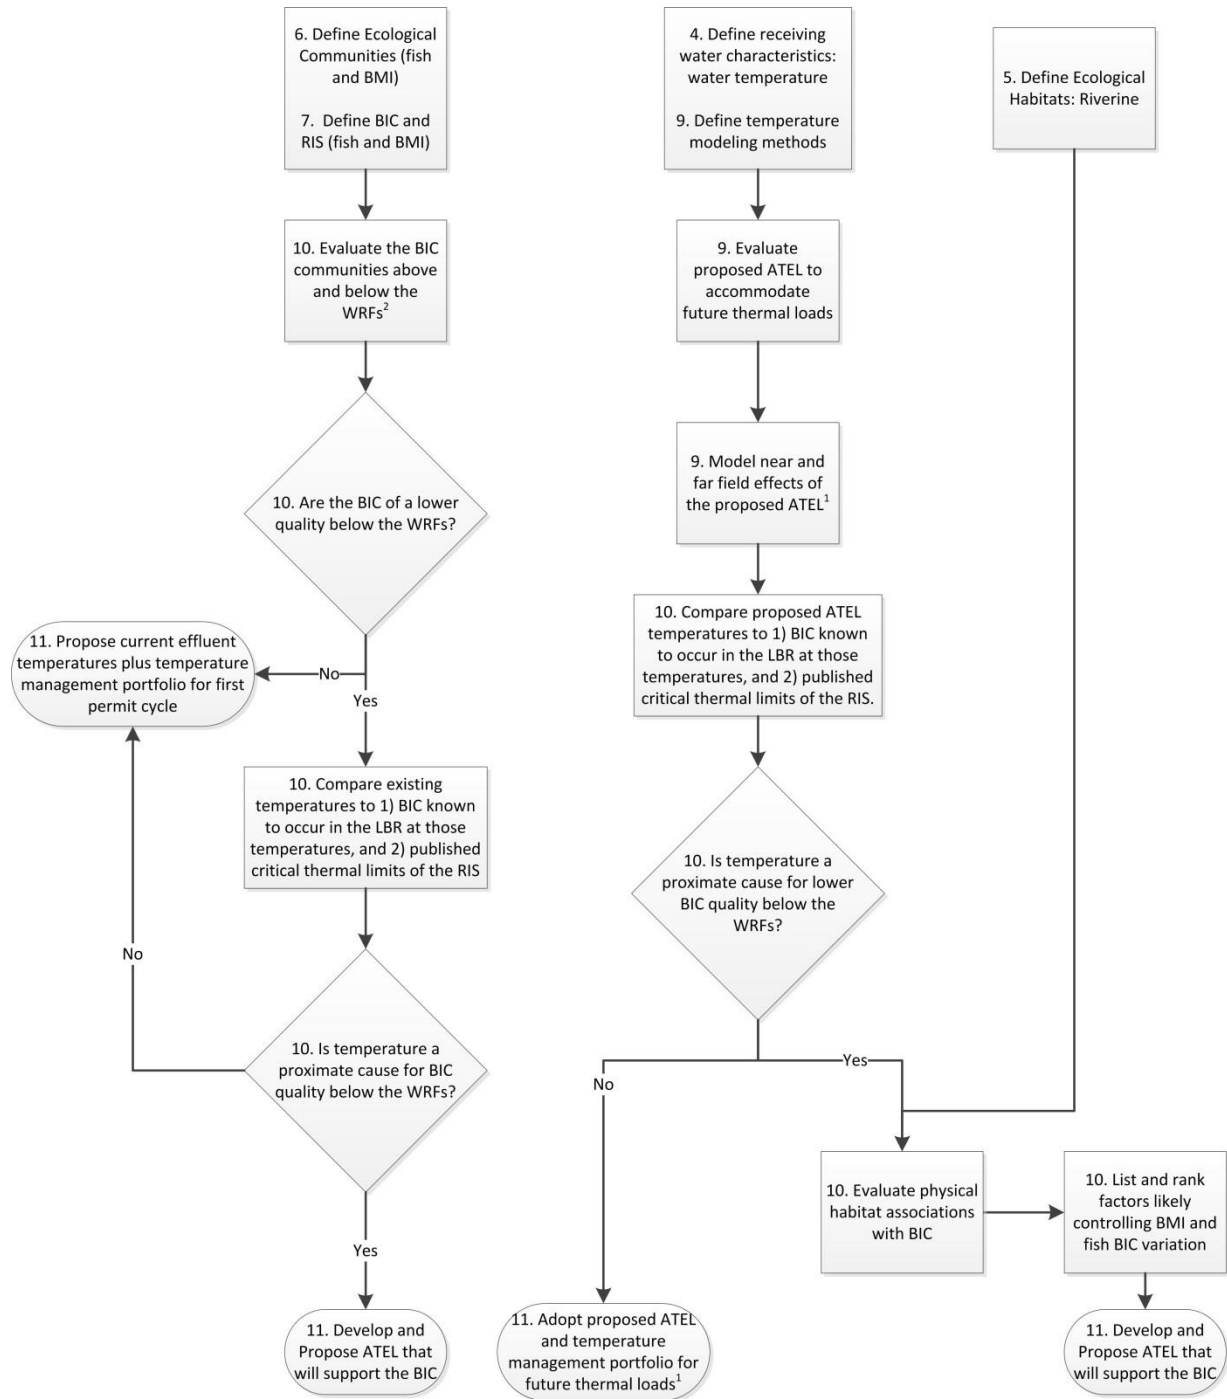 6. Define Ecological
Communities (fish
and BMI)
7.  Define BIC and
RIS (fish and BMI)
4. Define receiving
water characteristics:
water temperature
9. Define temperature
modeling methods
5. Define Ecological
Habitats: Riverine
10. Evaluate the BIC
communities above
and below the
WRFs²
9. Evaluate
proposed ATEL to
accommodate
future thermal loads
10. Are the BIC of a lower
quality below the WRFs?
9. Model near and
far field effects of
the proposed ATEL¹
11. Propose current effluent
temperatures plus temperature
management portfolio for first
permit cycle
No
Yes
10. Compare proposed ATEL
temperatures to 1) BIC known
to occur in the LBR at those
temperatures, and 2) published
critical thermal limits of the RIS.
10. Compare existing
temperatures to 1) BIC known
to occur in the LBR at those
temperatures, and 2) published
critical thermal limits of the RIS
10. Is temperature a
proximate cause for lower
BIC quality below the
WRFs?
No
10. Is temperature a
proximate cause for BIC
quality below the WRFs?
Yes
No
Yes
10. Evaluate physical
habitat associations
with BIC
10. List and rank
factors likely
controlling BMI and
fish BIC variation
11. Develop and
Propose ATEL that
will support the BIC
11. Adopt proposed ATEL
and temperature
management portfolio for
future thermal loads¹
11. Develop and
Propose ATEL that
will support the BIC